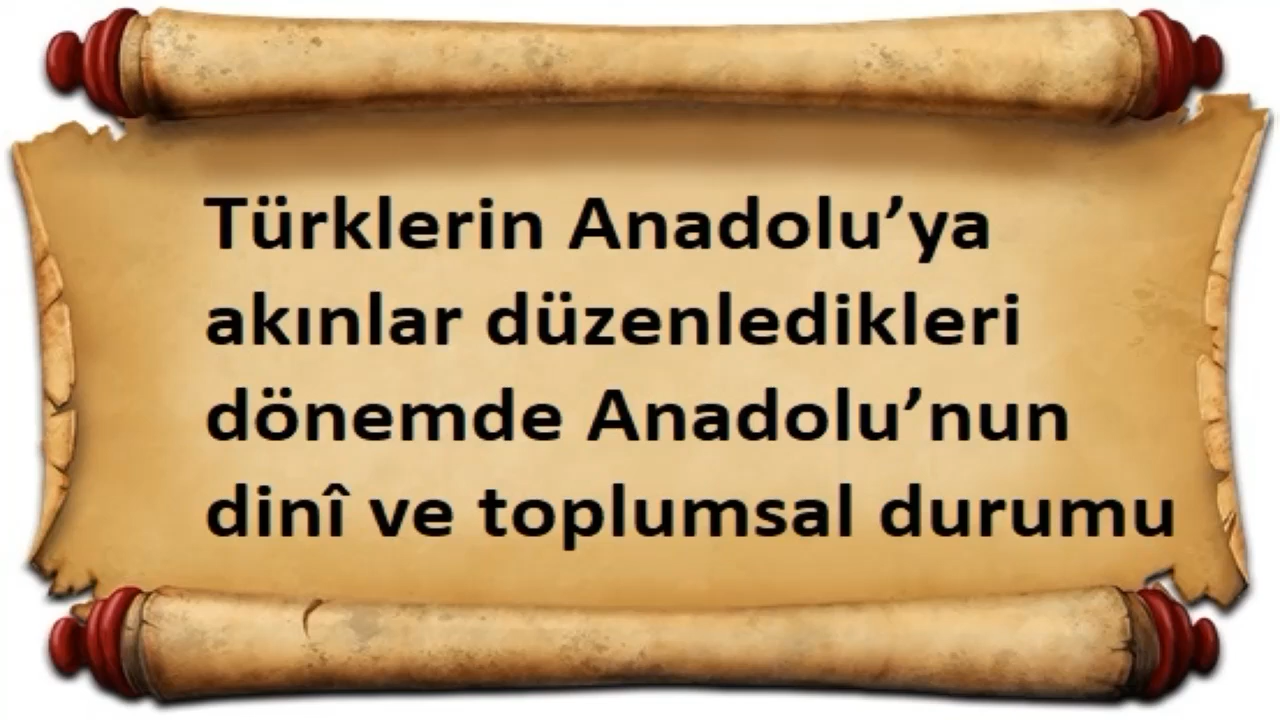 Türklerin Anadolu’ya
akınlar düzenledikleri
dönemde Anadolu’nun
dinî ve toplumsal durumu